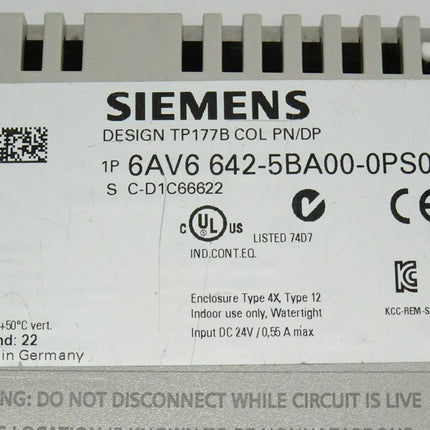 SIEMENS
DESIGN TP177B COL PN/DP
1P 6AV6 642-5BA00-0PS0
S C-D1C66622
C UL US LISTED 74D7
IND.CONT.EQ.
CE
Enclosure Type 4X, Type 12
Indoor use only, Watertight
Input DC 24V / 0,55 A max
KCC-REM-S
+50°C vert.
nd: 22
in Germany
NG: DO NOT DISCONNECT WHILE CIRCUIT IS LIVE